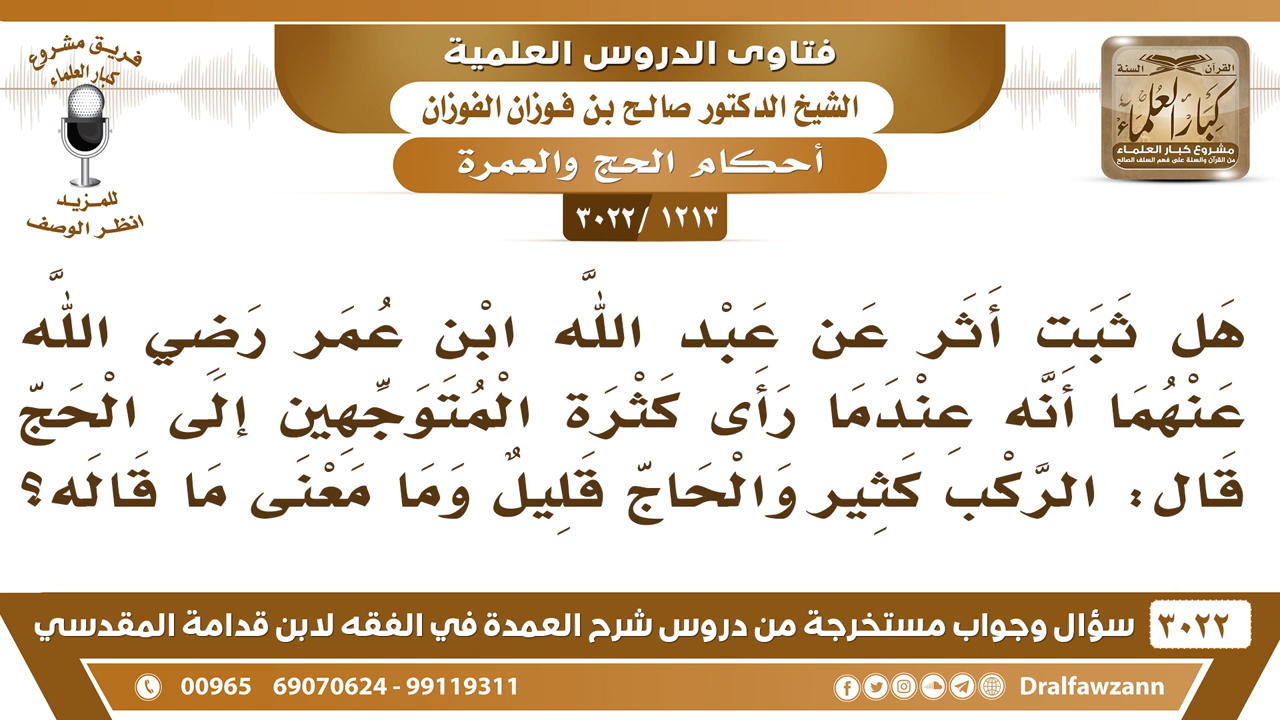 فتاوى الدروس العلمية
الشيخ الدكتور صالح بن فوزان الفوزان
أحكام الحج والعمرة
١٢١٣ / ٣٠٢٢
فريق مشروع
كبار العلماء
للمزيد
انظر الوصف
القرآن السنة
كبار العلماء
مشروع كبار العلماء
من القرآن والسنة على فهم السلف الصالح
هَل ثَبَت أَثَر عَن عَبْد اللَّه ابْن عُمَر رَضِي اللَّه
عَنْهُمَا أَنَّه عِنْدَمَا رَأَى كَثْرَة الْمُتَوَجِّهِين إِلَى الْحَجّ
قَال: الرَّكْبَ كَثِير وَالْحَاجّ قَلِيلٌ وَمَا مَعْنَى مَا قَالَه؟
٣٠٢٢ سؤال وجواب مستخرجة من دروس شرح العمدة في الفقه لابن قدامة المقدسي
00965 69070624 - 99119311
Dralfawzann